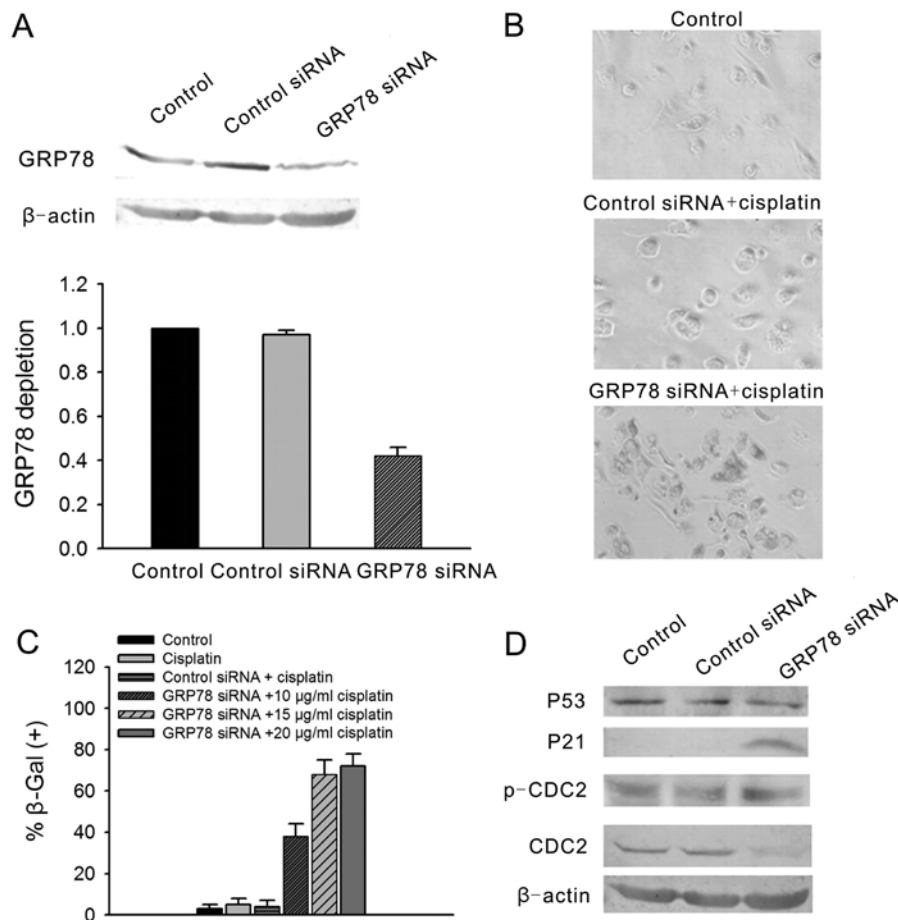 A
Control
Control siRNA
GRP78 siRNA
GRP78
β-actin
GRP78 depletion
1.2
1.0
0.8
0.6
0.4
0.2
0.0
Control Control siRNA GRP78 siRNA
B
Control
Control siRNA+cisplatin
GRP78 siRNA+cisplatin
C
% β-Gal (+)
120
100
80
60
40
20
0
Control
Cisplatin
Control siRNA + cisplatin
GRP78 siRNA +10 µg/ml cisplatin
GRP78 siRNA +15 µg/ml cisplatin
GRP78 siRNA +20 µg/ml cisplatin
D
Control
Control siRNA
GRP78 siRNA
P53
P21
p-CDC2
CDC2
β-actin